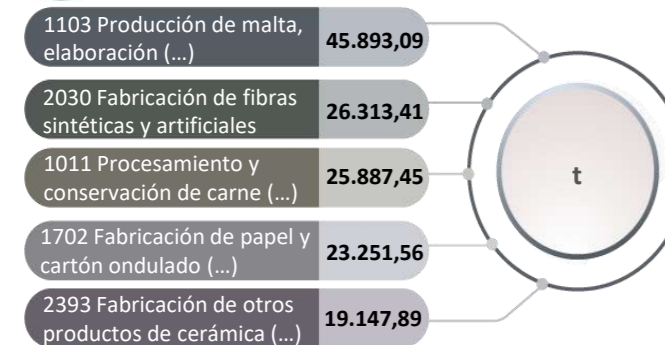 1103 Producción de malta,
elaboración (...)
45.893,09
2030 Fabricación de fibras
sintéticas y artificiales
26.313,41
1011 Procesamiento y
conservación de carne (...)
25.887,45
1702 Fabricación de papel y
cartón ondulado (...)
23.251,56
2393 Fabricación de otros
productos de cerámica (...)
19.147,89
t